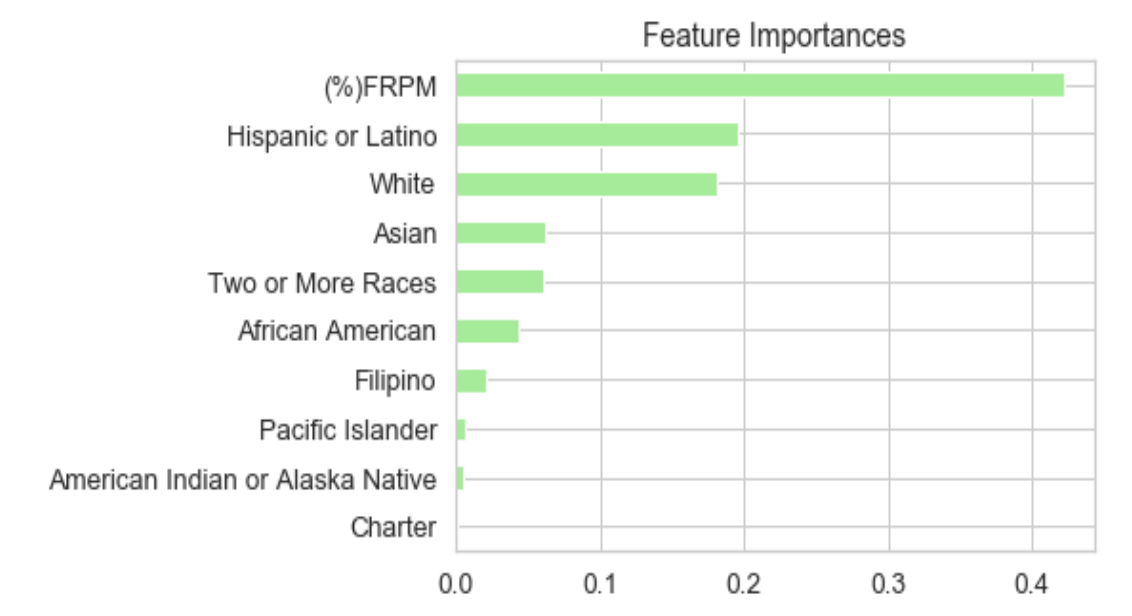 Feature Importances
(%)FRPM
Hispanic or Latino
White
Asian
Two or More Races
African American
Filipino
Pacific Islander
American Indian or Alaska Native
Charter
0.0 0.1 0.2 0.3 0.4